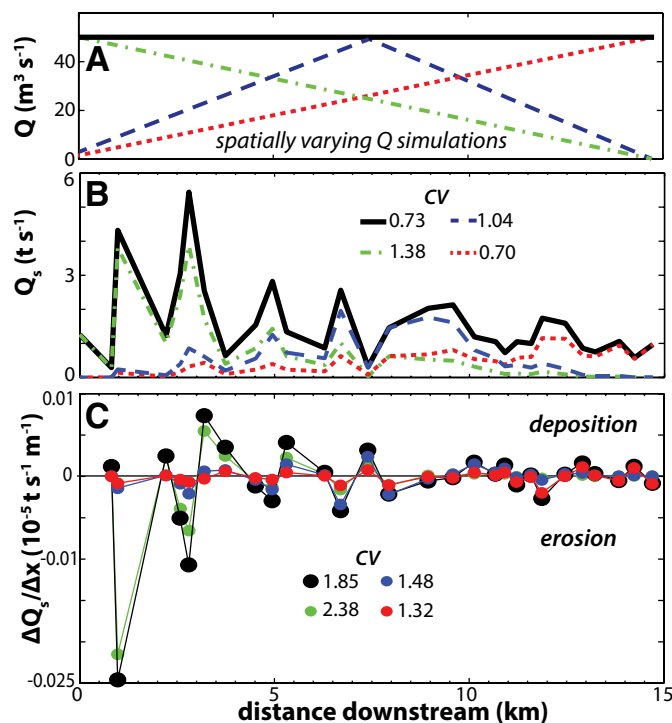 A
Q (m³ s⁻¹)
40
20
0
spatially varying Q simulations
B
Qₛ (t s⁻¹)
6
3
0
CV
0.73
1.04
1.38
0.70
C
ΔQₛ/Δx (10⁻⁵ t s⁻¹ m⁻¹)
0.01
0
-0.01
-0.025
deposition
erosion
CV
1.85
1.48
2.38
1.32
0
5
10
15
distance downstream (km)